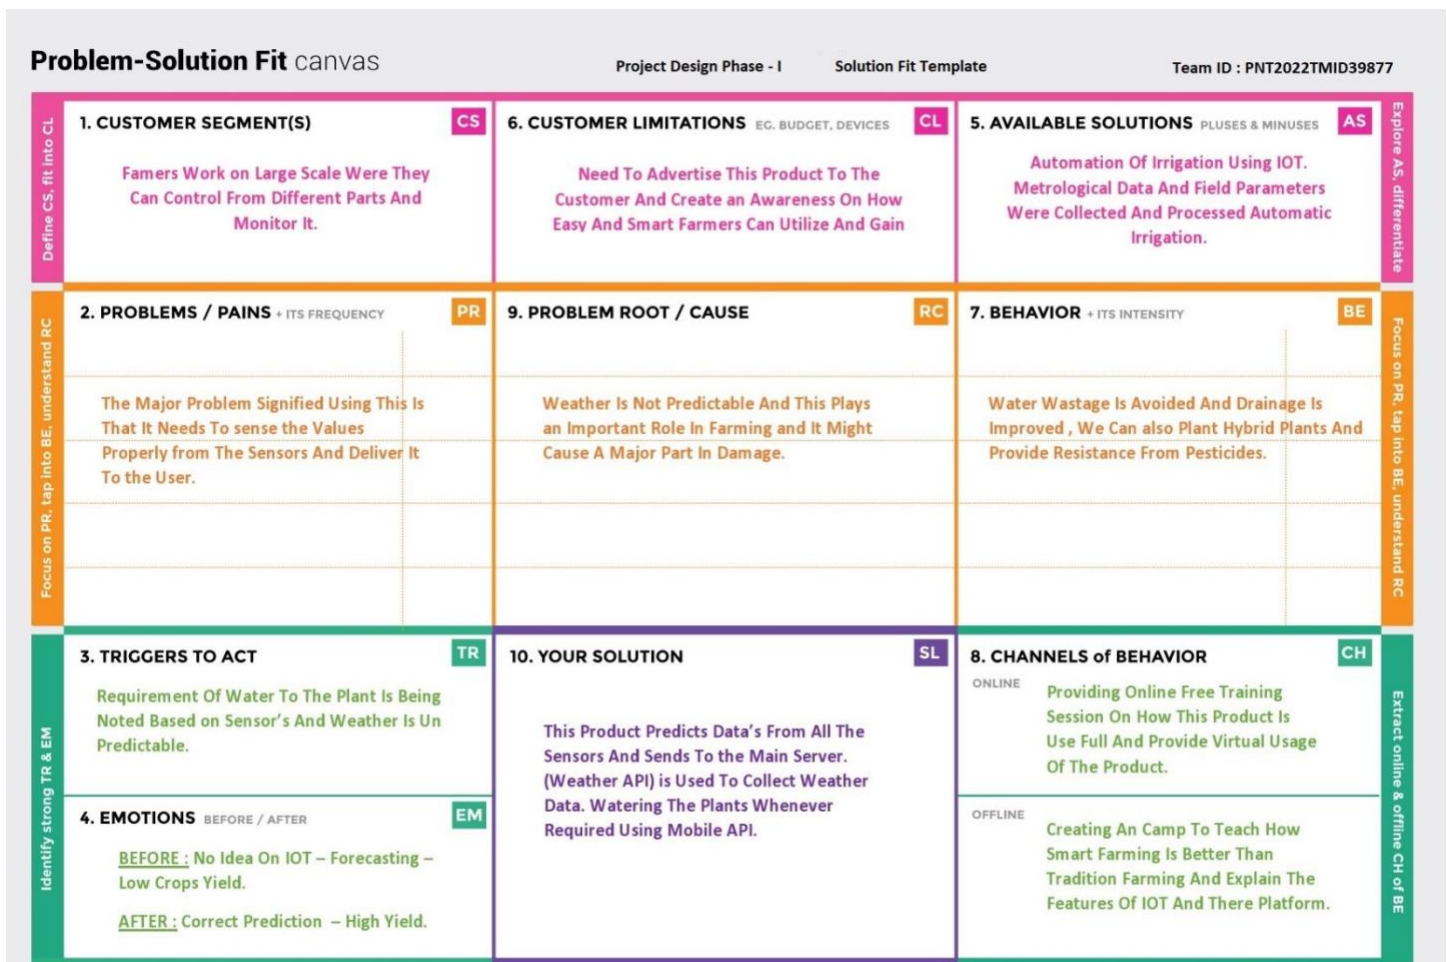 Problem-Solution Fit canvas
Project Design Phase - I
Solution Fit Template
Team ID : PNT2022TMID39877
Define CS, fit into CL
1. CUSTOMER SEGMENT(S)
CS
Famers Work on Large Scale Were They
Can Control From Different Parts And
Monitor It.
6. CUSTOMER LIMITATIONS EG. BUDGET, DEVICES
CL
Need To Advertise This Product To The
Customer And Create an Awareness On How
Easy And Smart Farmers Can Utilize And Gain
5. AVAILABLE SOLUTIONS PLUSES & MINUSES
AS
Automation Of Irrigation Using IOT.
Metrological Data And Field Parameters
Were Collected And Processed Automatic
Irrigation.
Explore AS, differentiate
Focus on PR, tap into BE, understand RC
2. PROBLEMS / PAINS + ITS FREQUENCY
PR
The Major Problem Signified Using This Is
That It Needs To sense the Values
Properly from The Sensors And Deliver It
To the User.
9. PROBLEM ROOT / CAUSE
RC
Weather Is Not Predictable And This Plays
an Important Role In Farming and It Might
Cause A Major Part In Damage.
7. BEHAVIOR + ITS INTENSITY
BE
Water Wastage Is Avoided And Drainage Is
Improved , We Can also Plant Hybrid Plants And
Provide Resistance From Pesticides.
Focus on PR, tap into BE, understand RC
Identify strong TR & EM
3. TRIGGERS TO ACT
TR
Requirement Of Water To The Plant Is Being
Noted Based on Sensor's And Weather Is Un
Predictable.
4. EMOTIONS BEFORE / AFTER
EM
BEFORE : No Idea On IOT – Forecasting –
Low Crops Yield.
AFTER : Correct Prediction – High Yield.
10. YOUR SOLUTION
SL
This Product Predicts Data's From All The
Sensors And Sends To the Main Server.
(Weather API) is Used To Collect Weather
Data. Watering The Plants Whenever
Required Using Mobile API.
8. CHANNELS of BEHAVIOR
CH
ONLINE
Providing Online Free Training
Session On How This Product Is
Use Full And Provide Virtual Usage
Of The Product.
OFFLINE
Creating An Camp To Teach How
Smart Farming Is Better Than
Tradition Farming And Explain The
Features Of IOT And There Platform.
Extract online & offline CH of BE